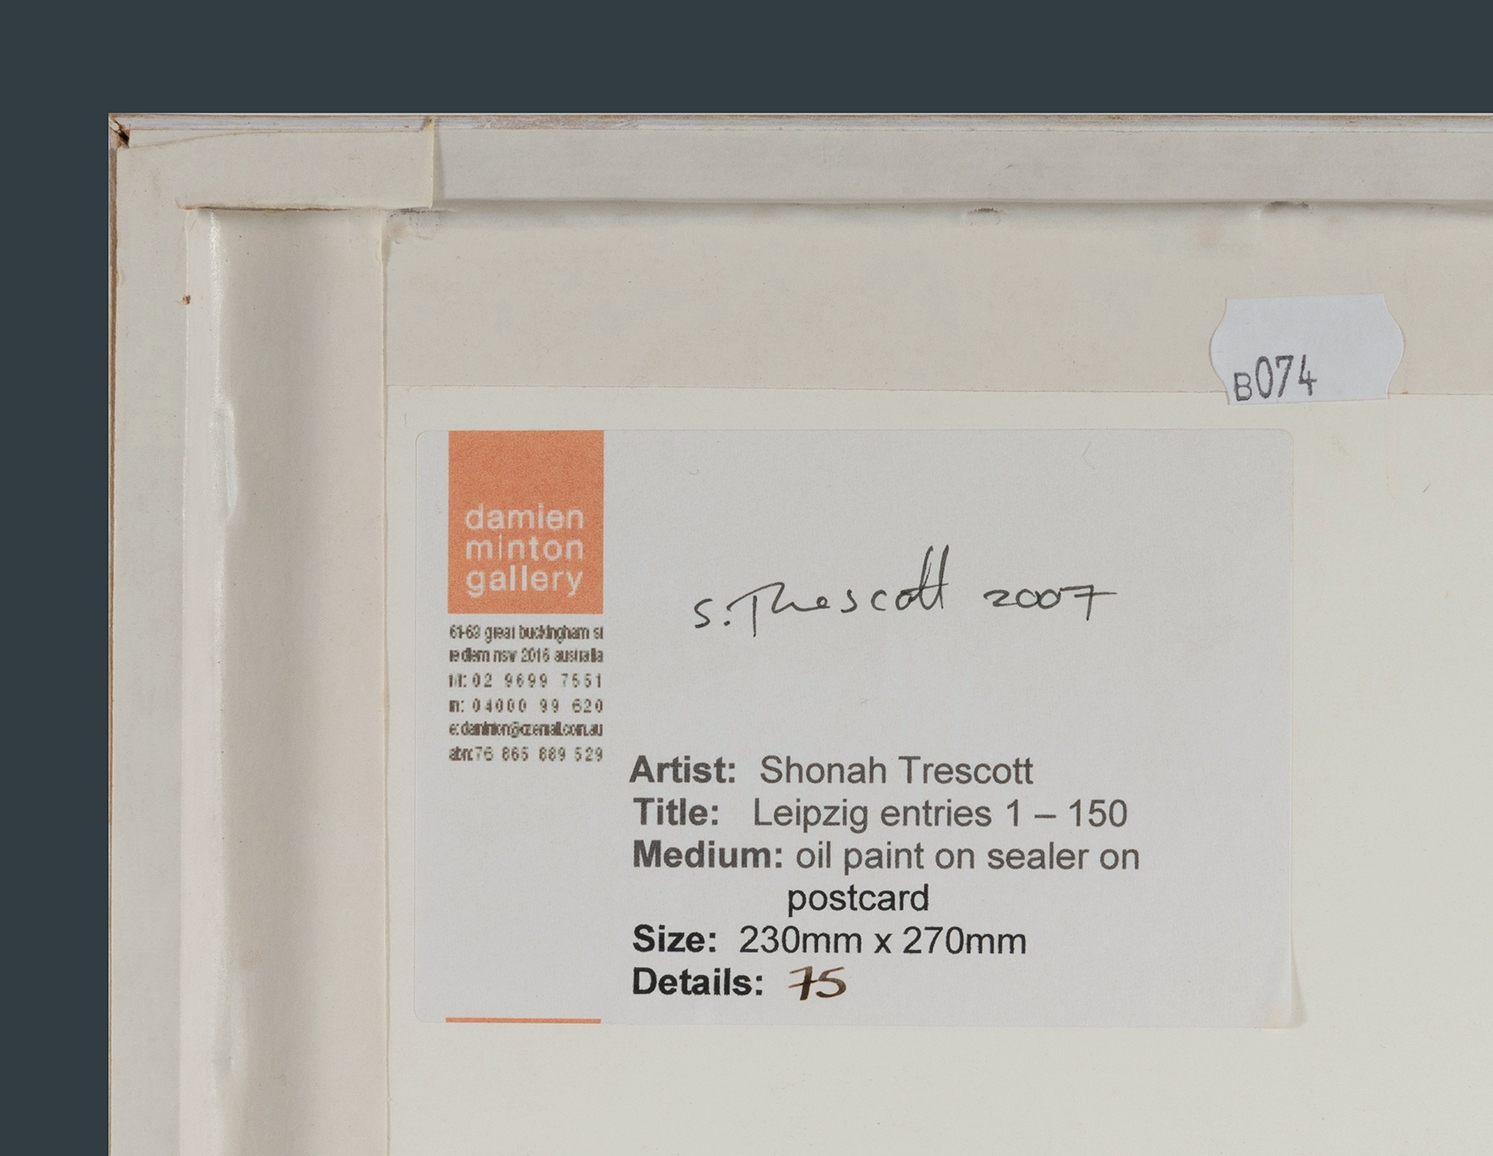 B074
damien
minton
gallery
61-63 great buckingham st
redfern nsw 2016 australia
t/f: 02 9699 7551
m: 04000 99 620
abn: 76 865 889 529
S. Trescott 2007
Artist: Shonah Trescott
Title: Leipzig entries 1 – 150
Medium: oil paint on sealer on
postcard
Size: 230mm x 270mm
Details: 75